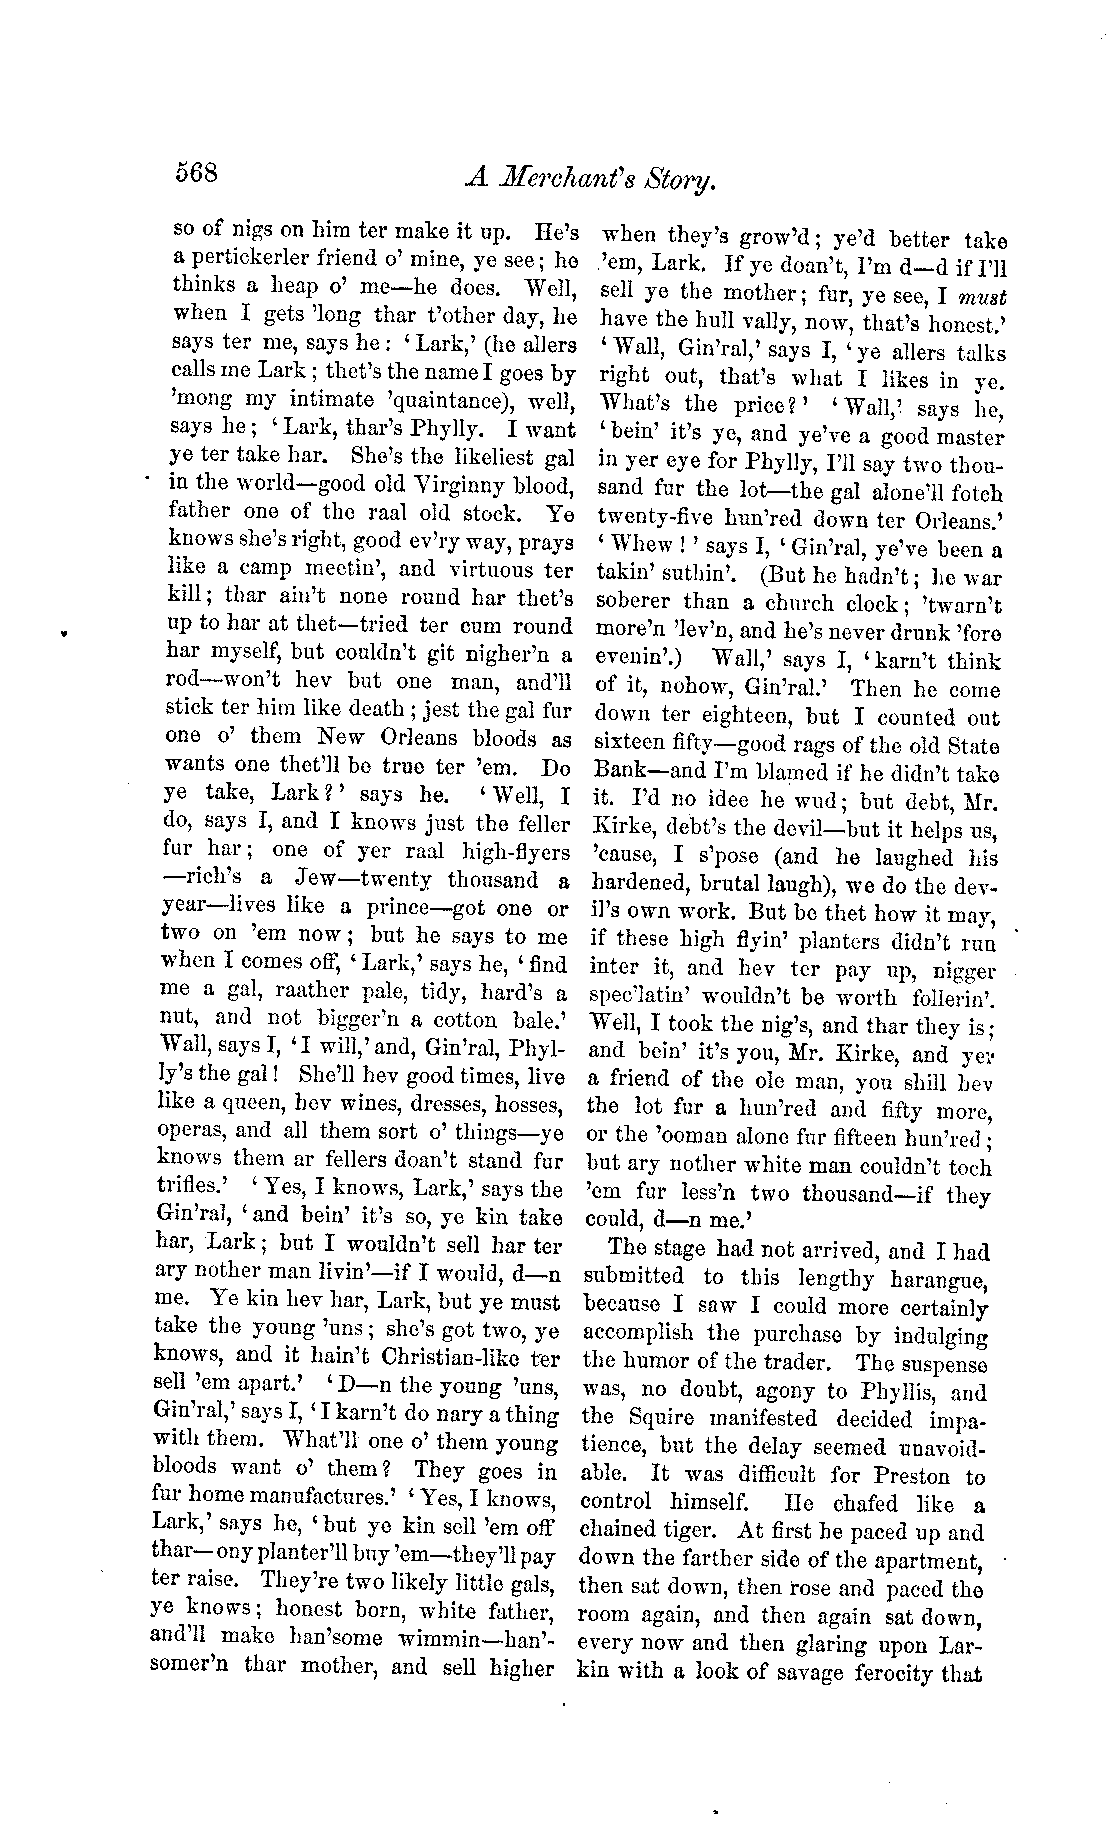 568
A Merchant's Story.
so of nigs on him ter make it up. He's
a pertickerler friend o' mine, ye see; he
thinks a heap o' me—he does. Well,
when I gets 'long thar t'other day, he
says ter me, says he: 'Lark,' (he allers
calls me Lark; thet's the name I goes by
'mong my intimate 'quaintance), well,
says he; 'Lark, thar's Phylly. I want
ye ter take har. She's the likeliest gal
in the world—good old Virginny blood,
father one of the raal old stock. Ye
knows she's right, good ev'ry way, prays
like a camp meetin', and virtuous ter
kill; thar ain't none round har thet's
up to har at thet—tried ter cum round
har myself, but couldn't git nigher'n a
rod—won't hev but one man, and'll
stick ter him like death; jest the gal fur
one o' them New Orleans bloods as
wants one thet'll be true ter 'em. Do
ye take, Lark?' says he. 'Well, I
do, says I, and I knows just the feller
fur har; one of yer raal high-flyers
—rich's a Jew—twenty thousand a
year—lives like a prince—got one or
two on 'em now; but he says to me
when I comes off, 'Lark,' says he, 'find
me a gal, raather pale, tidy, hard's a
nut, and not bigger'n a cotton bale.'
Wall, says I, 'I will,' and, Gin'ral, Phyl-
ly's the gal! She'll hev good times, live
like a queen, hev wines, dresses, hosses,
operas, and all them sort o' things—ye
knows them ar fellers doan't stand fur
trifles.' 'Yes, I knows, Lark,' says the
Gin'ral, 'and bein' it's so, ye kin take
har, Lark; but I wouldn't sell har ter
ary nother man livin'—if I would, d—n
me. Ye kin hev har, Lark, but ye must
take the young 'uns; she's got two, ye
knows, and it hain't Christian-like ter
sell 'em apart.' 'D—n the young 'uns,
Gin'ral,' says I, 'I karn't do nary a thing
with them. What'll one o' them young
bloods want o' them? They goes in
fur home manufactures.' 'Yes, I knows,
Lark,' says he, 'but ye kin sell 'em off
thar—ony planter'll buy 'em—they'll pay
ter raise. They're two likely little gals,
ye knows; honest born, white father,
and'll make han'some wimmin—han'-
somer'n thar mother, and sell higher
when they's grow'd; ye'd better take
'em, Lark. If ye doan't, I'm d—d if I'll
sell ye the mother; fur, ye see, I must
have the hull vally, now, that's honest.'
'Wall, Gin'ral,' says I, 'ye allers talks
right out, that's what I likes in ye.
What's the price?' 'Wall,' says he,
'bein' it's ye, and ye've a good master
in yer eye for Phylly, I'll say two thou-
sand fur the lot—the gal alone'll fotch
twenty-five hun'red down ter Orleans.'
'Whew!' says I, 'Gin'ral, ye've been a
takin' suthin'. (But he hadn't; he war
soberer than a church clock; 'twarn't
more'n 'lev'n, and he's never drunk 'fore
evenin'.) Wall,' says I, 'karn't think
of it, nohow, Gin'ral.' Then he come
down ter eighteen, but I counted out
sixteen fifty—good rags of the old State
Bank—and I'm blamed if he didn't take
it. I'd no idee he wud; but debt, Mr.
Kirke, debt's the devil—but it helps us,
'cause, I s'pose (and he laughed his
hardened, brutal laugh), we do the dev-
il's own work. But be thet how it may,
if these high flyin' planters didn't run
inter it, and hev ter pay up, nigger
spec'latin' wouldn't be worth follerin'.
Well, I took the nig's, and thar they is;
and bein' it's you, Mr. Kirke, and yer
a friend of the ole man, you shill hev
the lot fur a hun'red and fifty more,
or the 'ooman alone fur fifteen hun'red;
but ary nother white man couldn't toch
'em fur less'n two thousand—if they
could, d—n me.'
The stage had not arrived, and I had
submitted to this lengthy harangue,
because I saw I could more certainly
accomplish the purchase by indulging
the humor of the trader. The suspense
was, no doubt, agony to Phyllis, and
the Squire manifested decided impa-
tience, but the delay seemed unavoid-
able. It was difficult for Preston to
control himself. He chafed like a
chained tiger. At first he paced up and
down the farther side of the apartment,
then sat down, then rose and paced the
room again, and then again sat down,
every now and then glaring upon Lar-
kin with a look of savage ferocity that